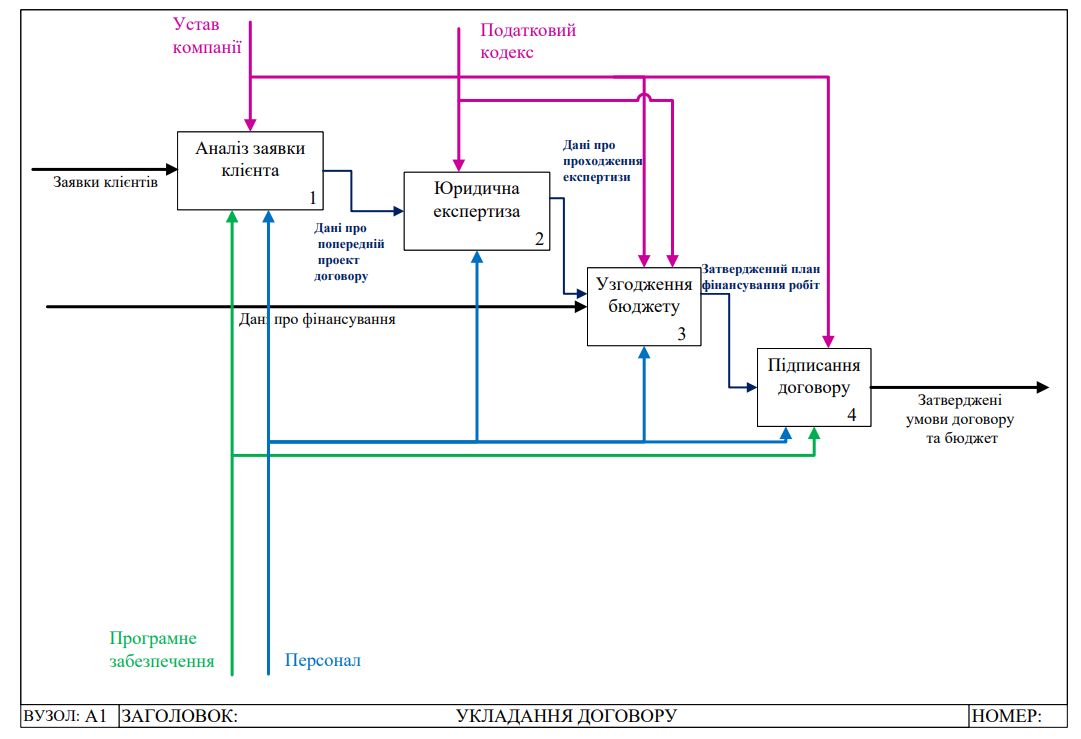 Устав
компанії
Податковий
кодекс
Аналіз заявки
клієнта
1
Заявки клієнтів
Дані про
проходження
експертизи
Юридична
експертиза
2
Дані про
попередній
проект
договору
Затверджений план
фінансування робіт
Узгодження
бюджету
3
Дані про фінансування
Підписання
договору
4
Затверджені
умови договору
та бюджет
Програмне
забезпечення
Персонал
ВУЗОЛ: А1 ЗАГОЛОВОК: УКЛАДАННЯ ДОГОВОРУ НОМЕР: